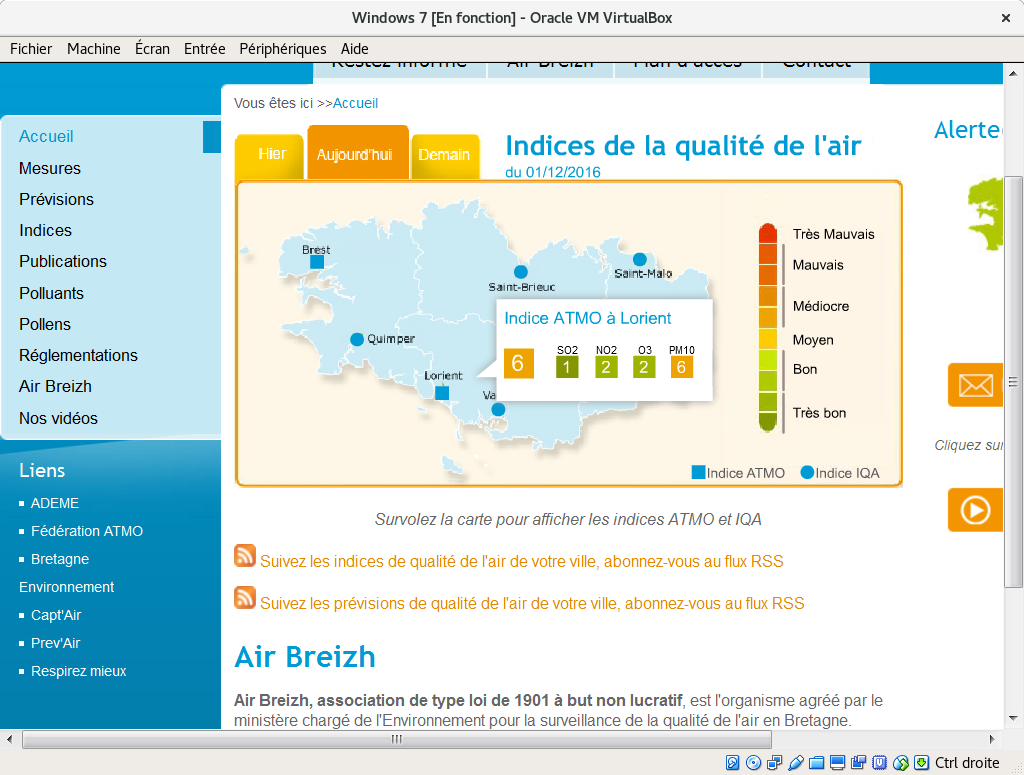 Windows 7 [En fonction] - Oracle VM VirtualBox
Fichier Machine Écran Entrée Périphériques Aide
Restez informé Air Breizh Plan d'accès Contact
Vous êtes ici >>Accueil
Accueil
Mesures
Prévisions
Indices
Publications
Polluants
Pollens
Réglementations
Air Breizh
Nos vidéos
Liens
ADEME
Fédération ATMO
Bretagne
Environnement
Capt'Air
Prev'Air
Respirez mieux
Hier
Aujourd'hui
Demain
Indices de la qualité de l'air
du 01/12/2016
Brest
Saint-Brieuc
Saint-Malo
Quimper
Lorient
Va
Indice ATMO à Lorient
SO2 NO2 O3 PM10
6 1 2 2 6
Très Mauvais
Mauvais
Médiocre
Moyen
Bon
Très bon
Indice ATMO Indice IQA
Survolez la carte pour afficher les indices ATMO et IQA
Suivez les indices de qualité de l'air de votre ville, abonnez-vous au flux RSS
Suivez les prévisions de qualité de l'air de votre ville, abonnez-vous au flux RSS
Air Breizh
Air Breizh, association de type loi de 1901 à but non lucratif, est l'organisme agréé par le
ministère chargé de l'Environnement pour la surveillance de la qualité de l'air en Bretagne.
Alerte
Cliquez sur
Ctrl droite